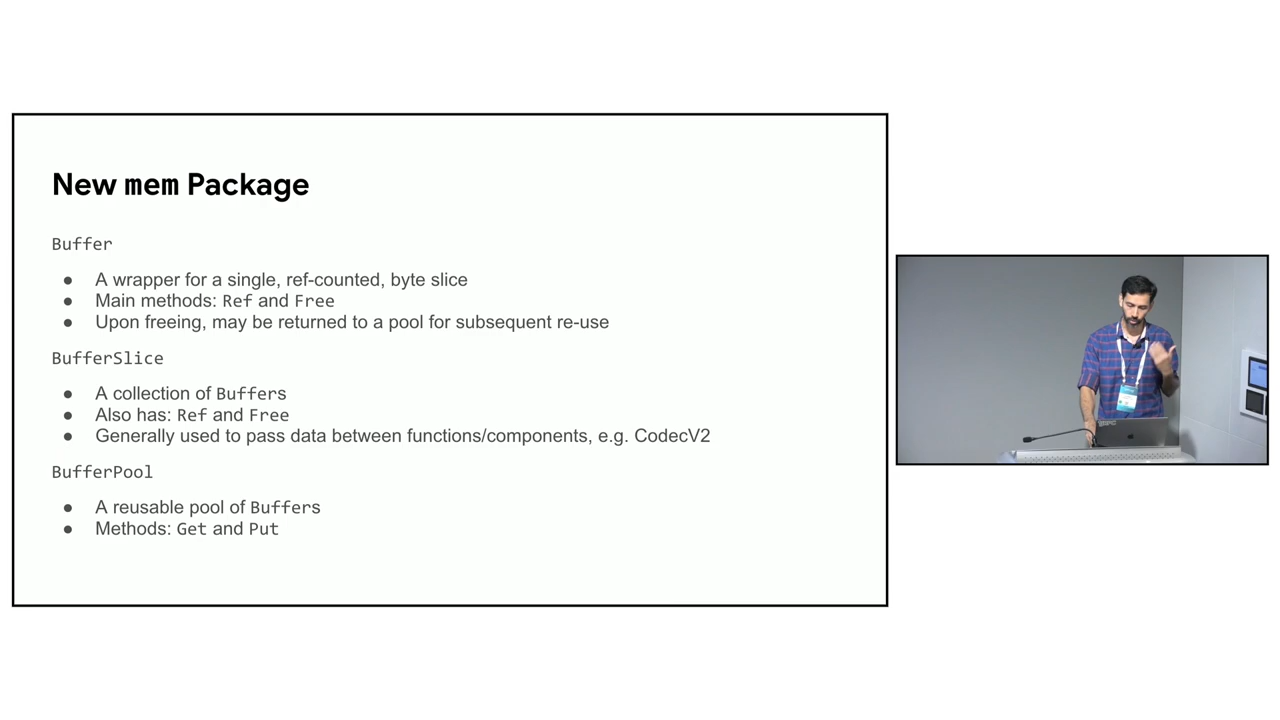 New mem Package
Buffer
● A wrapper for a single, ref-counted, byte slice
● Main methods: Ref and Free
● Upon freeing, may be returned to a pool for subsequent re-use
BufferSlice
● A collection of Buffers
● Also has: Ref and Free
● Generally used to pass data between functions/components, e.g. CodecV2
BufferPool
● A reusable pool of Buffers
● Methods: Get and Put